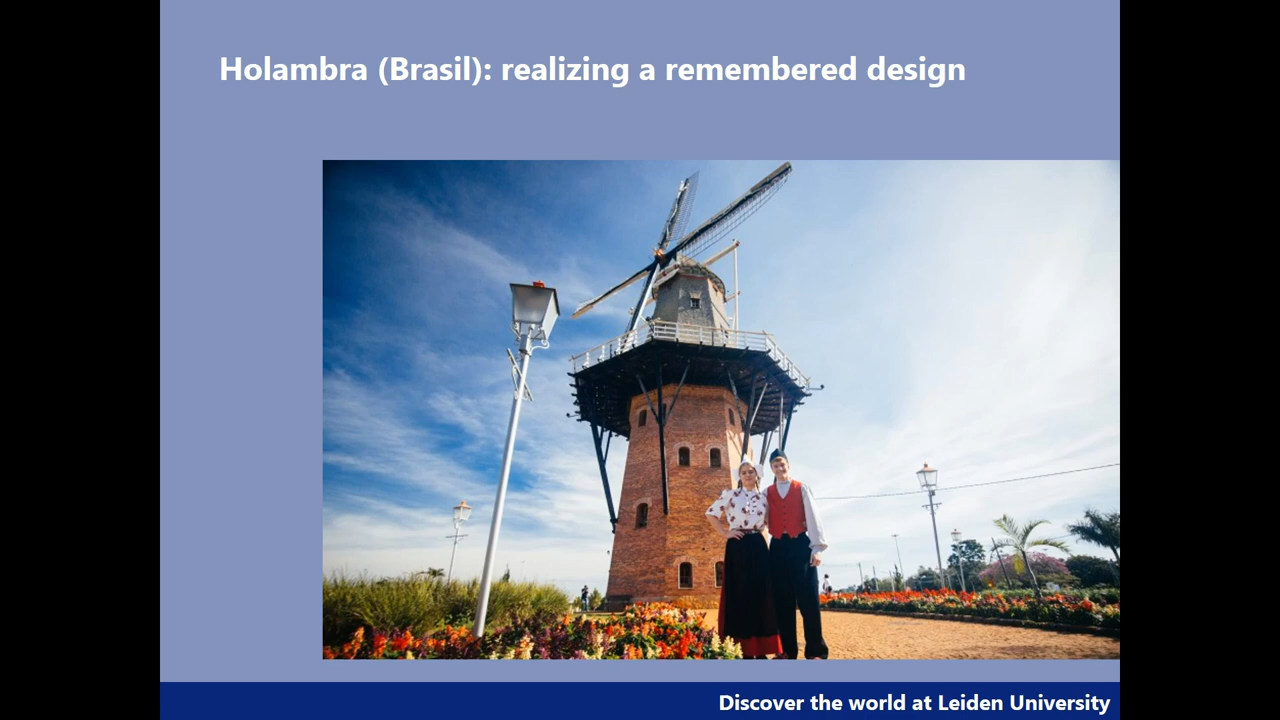 Holambra (Brasil): realizing a remembered design
Discover the world at Leiden University